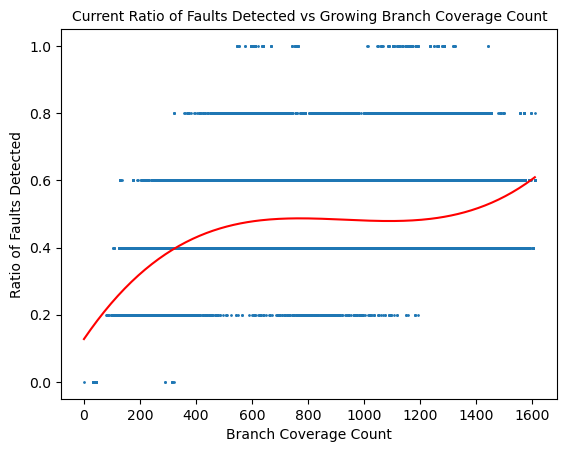 Current Ratio of Faults Detected vs Growing Branch Coverage Count
Ratio of Faults Detected
1.0
0.8
0.6
0.4
0.2
0.0
0 200 400 600 800 1000 1200 1400 1600
Branch Coverage Count